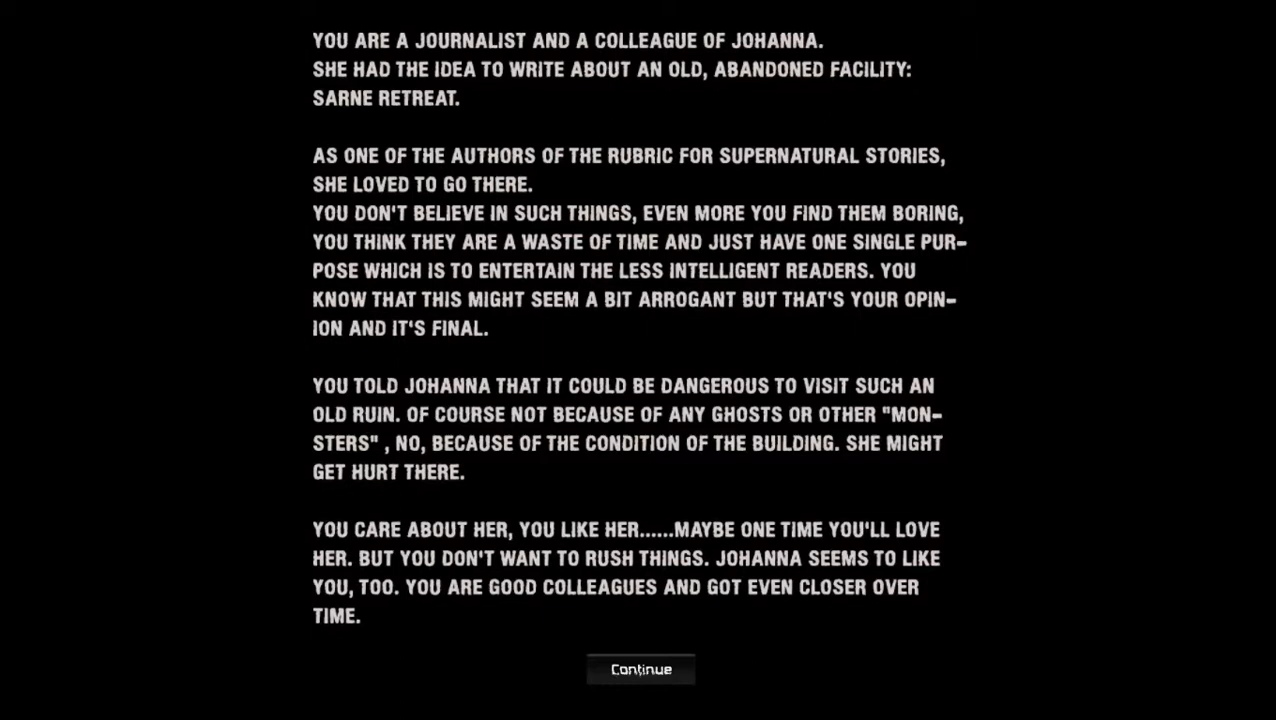 YOU ARE A JOURNALIST AND A COLLEAGUE OF JOHANNA.
SHE HAD THE IDEA TO WRITE ABOUT AN OLD, ABANDONED FACILITY:
SARNE RETREAT.
AS ONE OF THE AUTHORS OF THE RUBRIC FOR SUPERNATURAL STORIES,
SHE LOVED TO GO THERE.
YOU DON'T BELIEVE IN SUCH THINGS, EVEN MORE YOU FIND THEM BORING,
YOU THINK THEY ARE A WASTE OF TIME AND JUST HAVE ONE SINGLE PUR-
POSE WHICH IS TO ENTERTAIN THE LESS INTELLIGENT READERS. YOU
KNOW THAT THIS MIGHT SEEM A BIT ARROGANT BUT THAT'S YOUR OPIN-
ION AND IT'S FINAL.
YOU TOLD JOHANNA THAT IT COULD BE DANGEROUS TO VISIT SUCH AN
OLD RUIN. OF COURSE NOT BECAUSE OF ANY GHOSTS OR OTHER "MON-
STERS" , NO, BECAUSE OF THE CONDITION OF THE BUILDING. SHE MIGHT
GET HURT THERE.
YOU CARE ABOUT HER, YOU LIKE HER......MAYBE ONE TIME YOU'LL LOVE
HER. BUT YOU DON'T WANT TO RUSH THINGS. JOHANNA SEEMS TO LIKE
YOU, TOO. YOU ARE GOOD COLLEAGUES AND GOT EVEN CLOSER OVER
TIME.
Continue